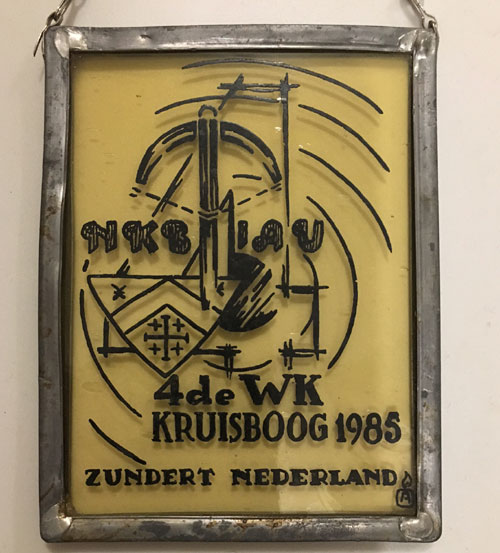 NKB IAU
4de WK
KRUISBOOG 1985
ZUNDERT NEDERLAND
A